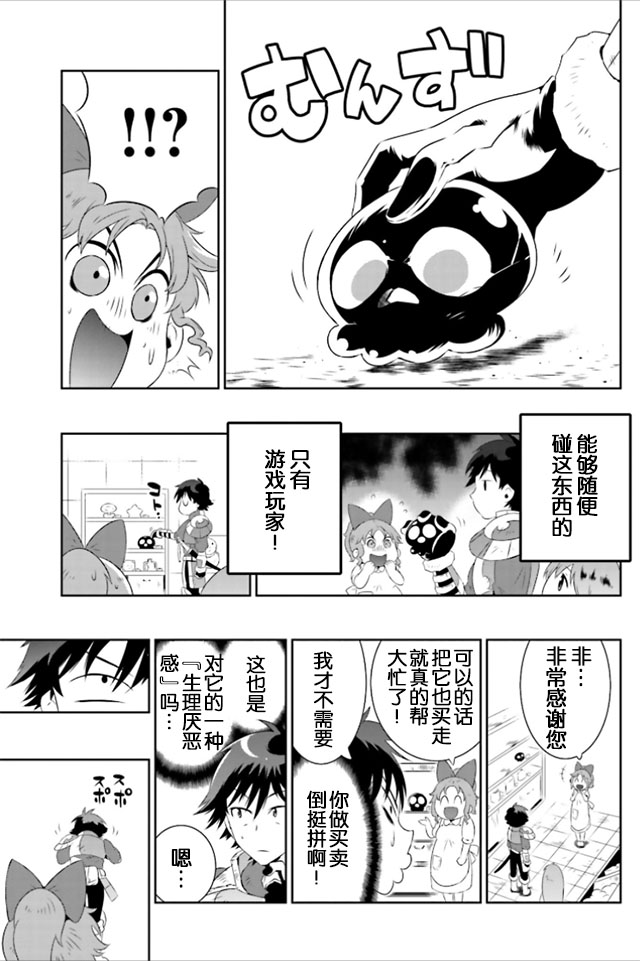 むんず
!!?
能够随便
碰这东西的
只有
游戏玩家！
コト…
非…
非常感谢您
可以的话
把它也买走
就真的帮
大忙了！
我才不需要
你做买卖
倒挺拼啊！
这也是
对它的一种
『生理厌恶
感』吗…
嗯…
スポ
スポ